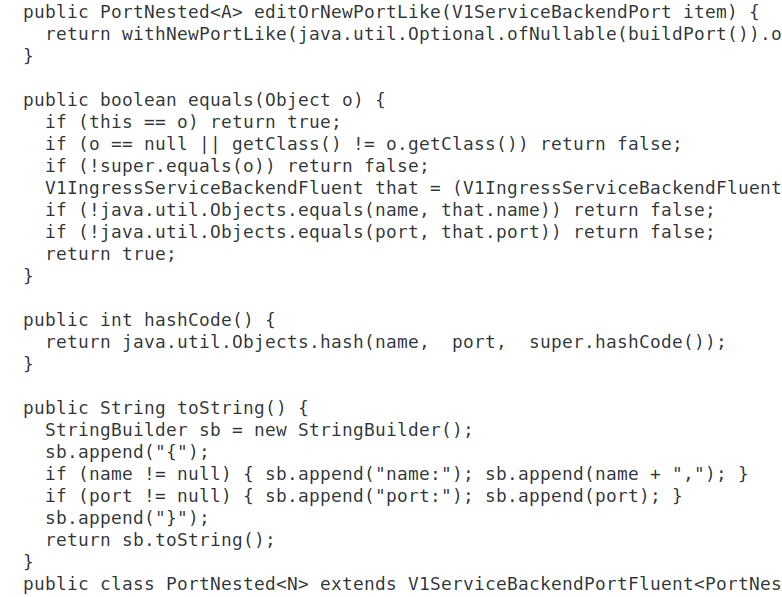 public PortNested<A> editOrNewPortLike(V1ServiceBackendPort item) {
return withNewPortLike(java.util.Optional.ofNullable(buildPort()).o
}
public boolean equals(Object o) {
if (this == o) return true;
if (o == null || getClass() != o.getClass()) return false;
if (!super.equals(o)) return false;
V1IngressServiceBackendFluent that = (V1IngressServiceBackendFluent
if (!java.util.Objects.equals(name, that.name)) return false;
if (!java.util.Objects.equals(port, that.port)) return false;
return true;
}
public int hashCode() {
return java.util.Objects.hash(name,  port,  super.hashCode());
}
public String toString() {
StringBuilder sb = new StringBuilder();
sb.append("{");
if (name != null) { sb.append("name:"); sb.append(name + ","); }
if (port != null) { sb.append("port:"); sb.append(port); }
sb.append("}");
return sb.toString();
}
public class PortNested<N> extends V1ServiceBackendPortFluent<PortNes